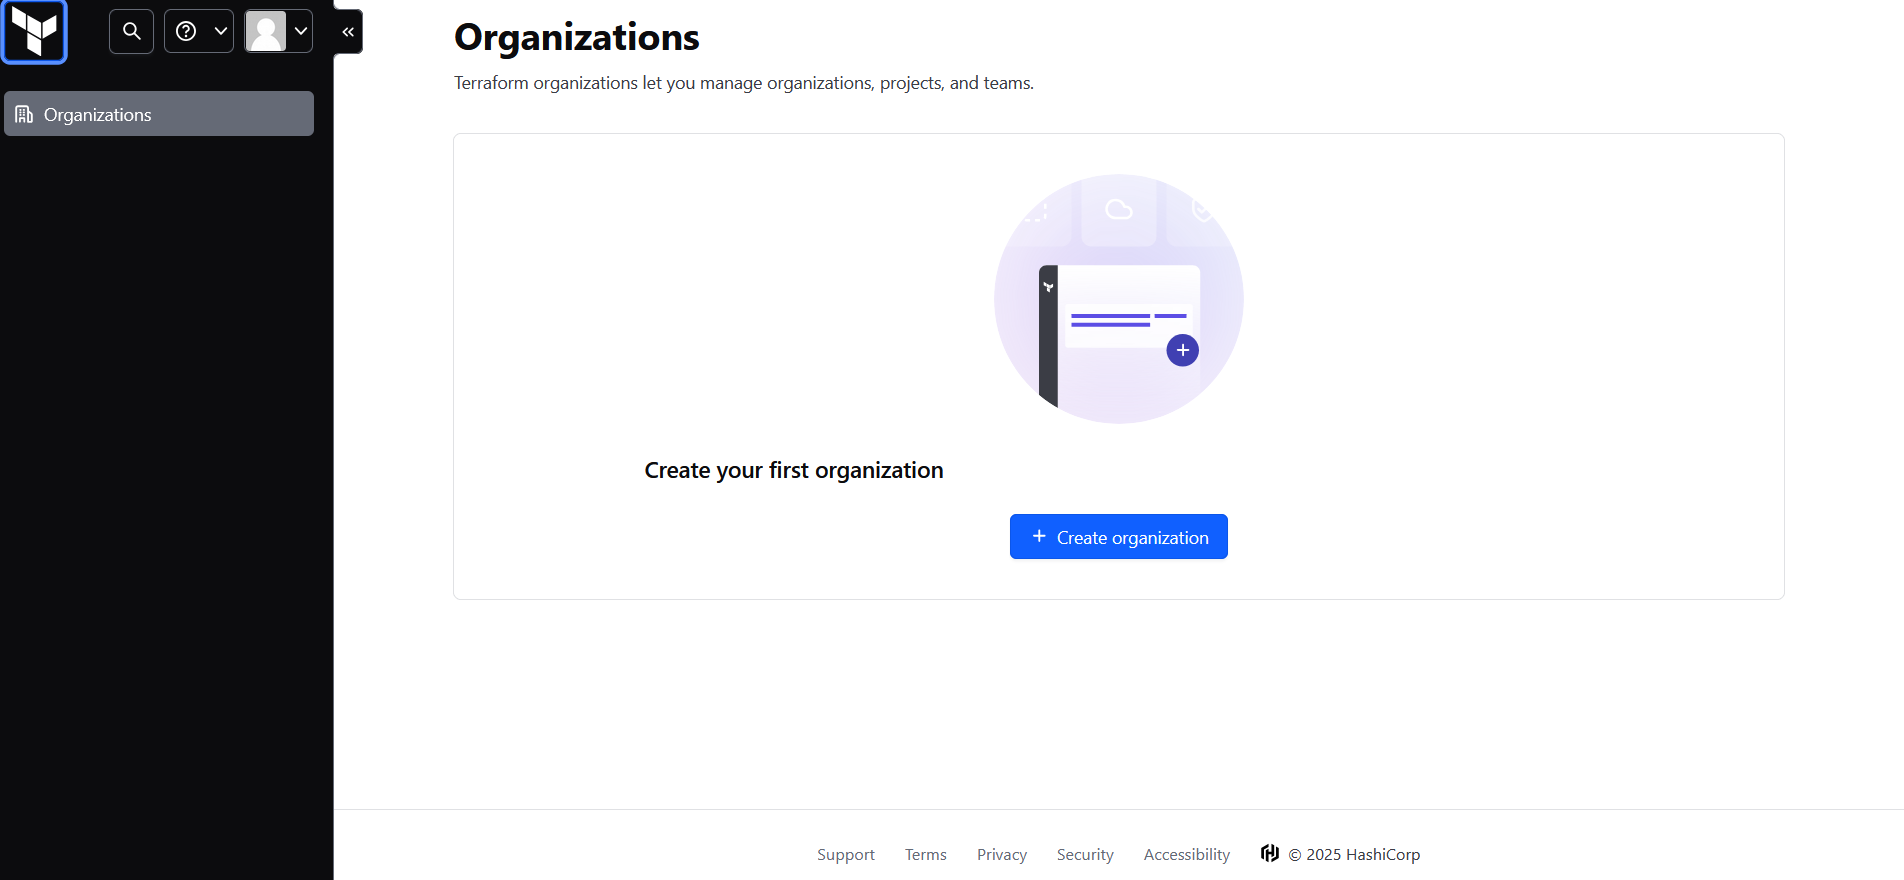 Organizations
Organizations
Terraform organizations let you manage organizations, projects, and teams.
Create your first organization
+ Create organization
Support Terms Privacy Security Accessibility © 2025 HashiCorp